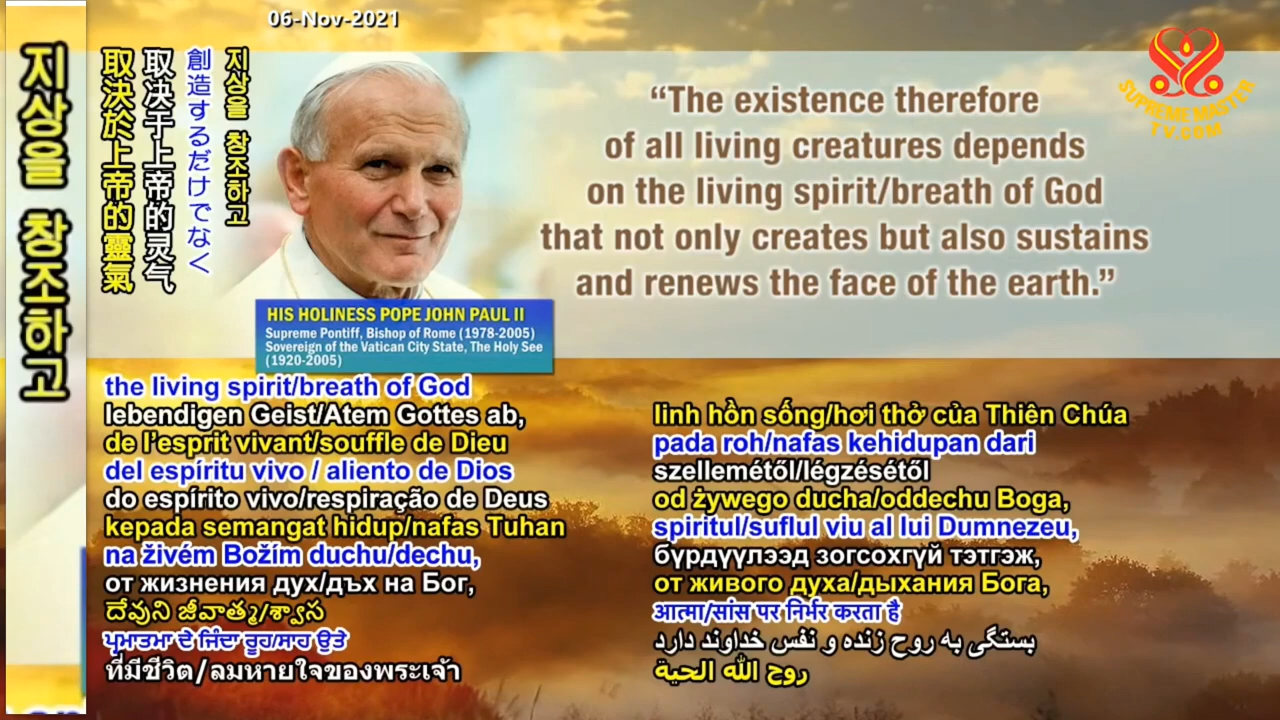 06-Nov-2021
지상을 창조하고
取決於上帝的靈氣
取决于上帝的灵气
創造するだけでなく
지상을 창조하고
SUPREME MASTER
TV.COM
“The existence therefore
of all living creatures depends
on the living spirit/breath of God
that not only creates but also sustains
and renews the face of the earth.”
HIS HOLINESS POPE JOHN PAUL II
Supreme Pontiff, Bishop of Rome (1978-2005)
Sovereign of the Vatican City State, The Holy See
(1920-2005)
the living spirit/breath of God
lebendigen Geist/Atem Gottes ab,
de l’esprit vivant/souffle de Dieu
del espíritu vivo / aliento de Dios
do espírito vivo/respiração de Deus
kepada semangat hidup/nafas Tuhan
na živém Božím duchu/dechu,
от жизнения дух/дъх на Бог,
దేవుని జీవాత్మ/శ్వాస
ਪ੍ਰਮਾਤਮਾ ਦੇ ਜਿੰਦਾ ਰੂਹ/ਸਾਹ ਉਤੇ
ที่มีชีวิต/ลมหายใจของพระเจ้า
linh hồn sống/hơi thở của Thiên Chúa
pada roh/nafas kehidupan dari
szellemétől/légzésétől
od żywego ducha/oddechu Boga,
spiritul/suflul viu al lui Dumnezeu,
бүрдүүлээд зогсохгүй тэтгэж,
от живого духа/дыхания Бога,
आत्मा/सांस पर निर्भर करता है
بستگی به روح زنده و نفس خداوند دارد
روح الله الحية